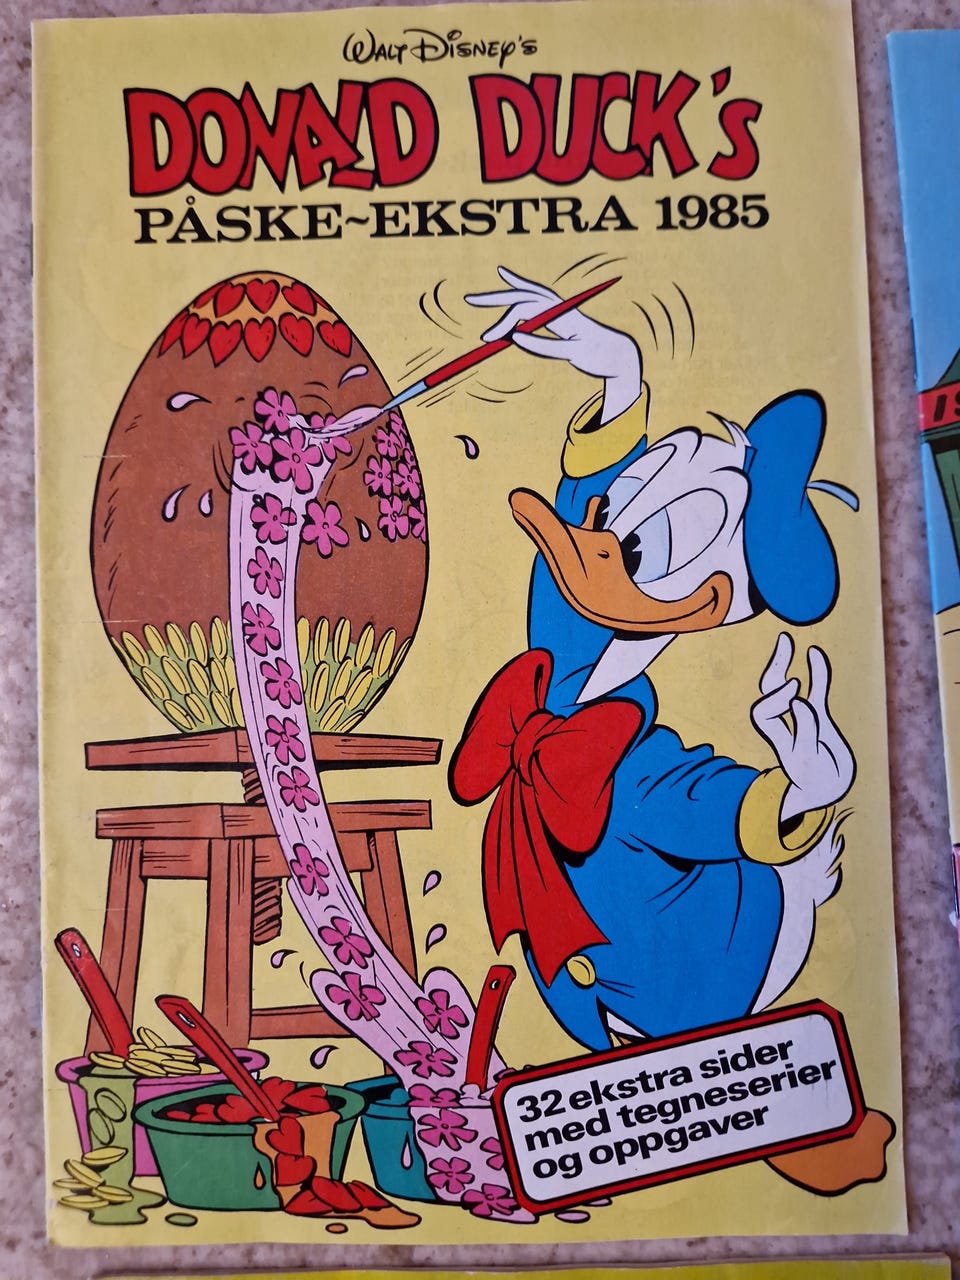 WALT DISNEY'S
DONALD DUCK'S
PÅSKE~EKSTRA 1985
32 ekstra sider
med tegneserier
og oppgaver